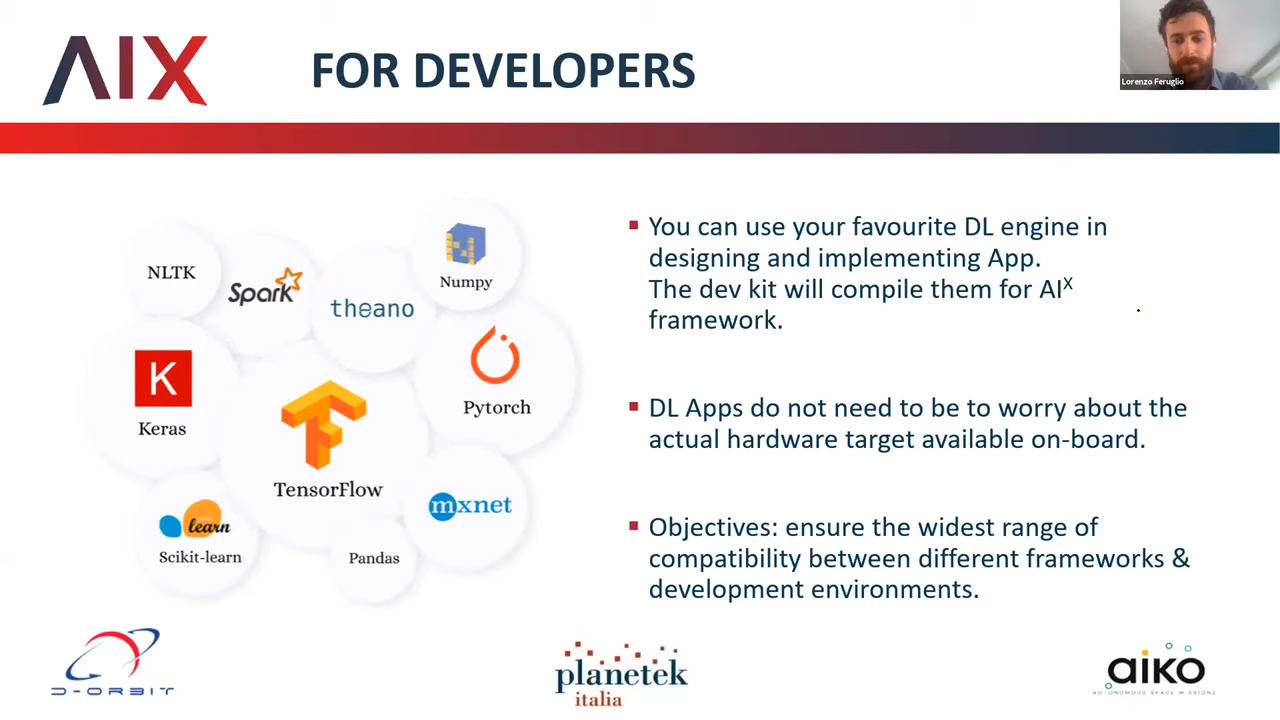 AIX
FOR DEVELOPERS
Lorenzo Feruglio
NLTK
Spark
theano
Numpy
Keras
K
TensorFlow
Pytorch
learn
Scikit-learn
Pandas
mxnet
▪ You can use your favourite DL engine in
designing and implementing App.
The dev kit will compile them for AIX
framework.
▪ DL Apps do not need to be to worry about the
actual hardware target available on-board.
▪ Objectives: ensure the widest range of
compatibility between different frameworks &
development environments.
D-ORBIT
planetek
italia
aiko
AUTONOMOUS SPACE MISSIONS